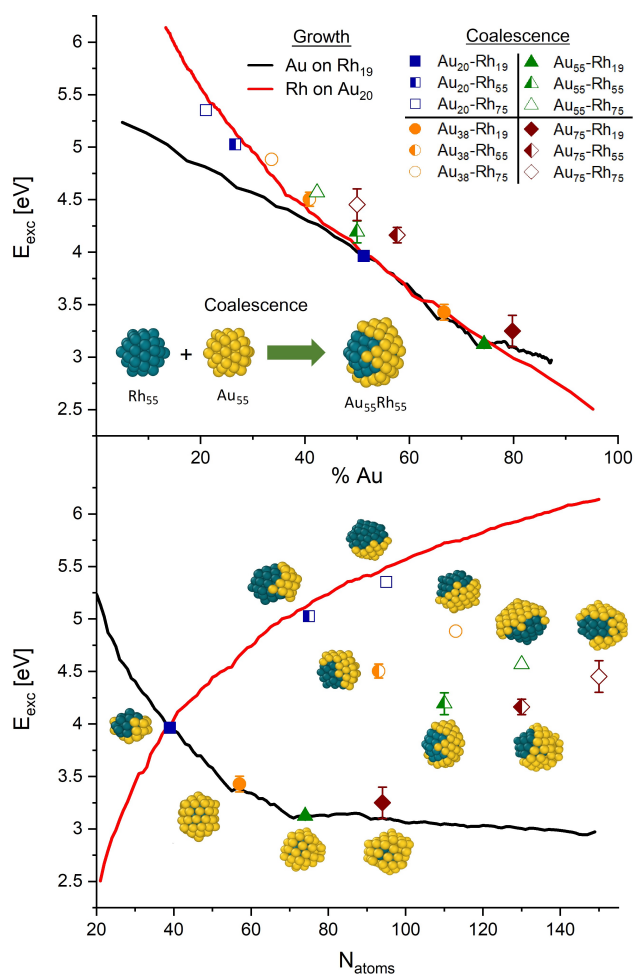 Growth
Au on Rh19
Rh on Au20
Coalescence
Au20-Rh19
Au20-Rh55
Au20-Rh75
Au55-Rh19
Au55-Rh55
Au55-Rh75
Au38-Rh19
Au38-Rh55
Au38-Rh75
Au75-Rh19
Au75-Rh55
Au75-Rh75
Eexc [eV]
6
5.5
5
4.5
4
3.5
3
2.5
Coalescence
+
Rh55
Au55
Au55Rh55
20
40
60
80
100
% Au
Eexc [eV]
6
5.5
5
4.5
4
3.5
3
2.5
20
40
60
80
100
120
140
Natoms